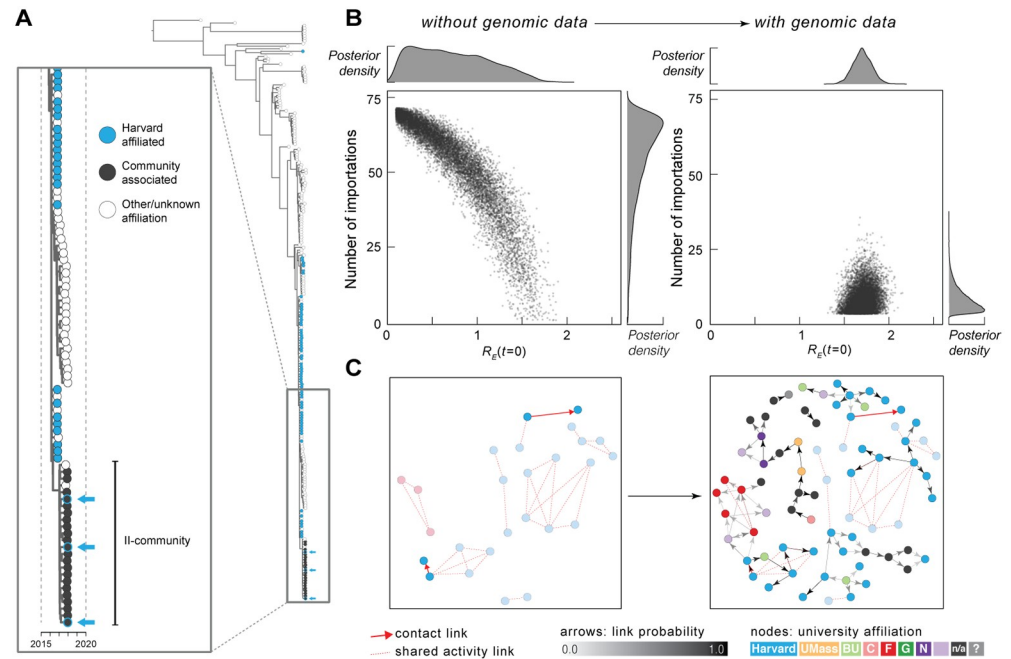 A
Harvard
affiliated
Community
associated
Other/unknown
affiliation
II-community
2015
2020
B
without genomic data
with genomic data
Posterior
density
75
50
25
0
Number of importations
0
1
2
R_E(t=0)
Posterior
density
Posterior
density
75
50
25
0
Number of importations
0
1
2
R_E(t=0)
Posterior
density
C
contact link
shared activity link
arrows: link probability
0.0
1.0
nodes: university affiliation
Harvard UMass BU C F G N n/a ?